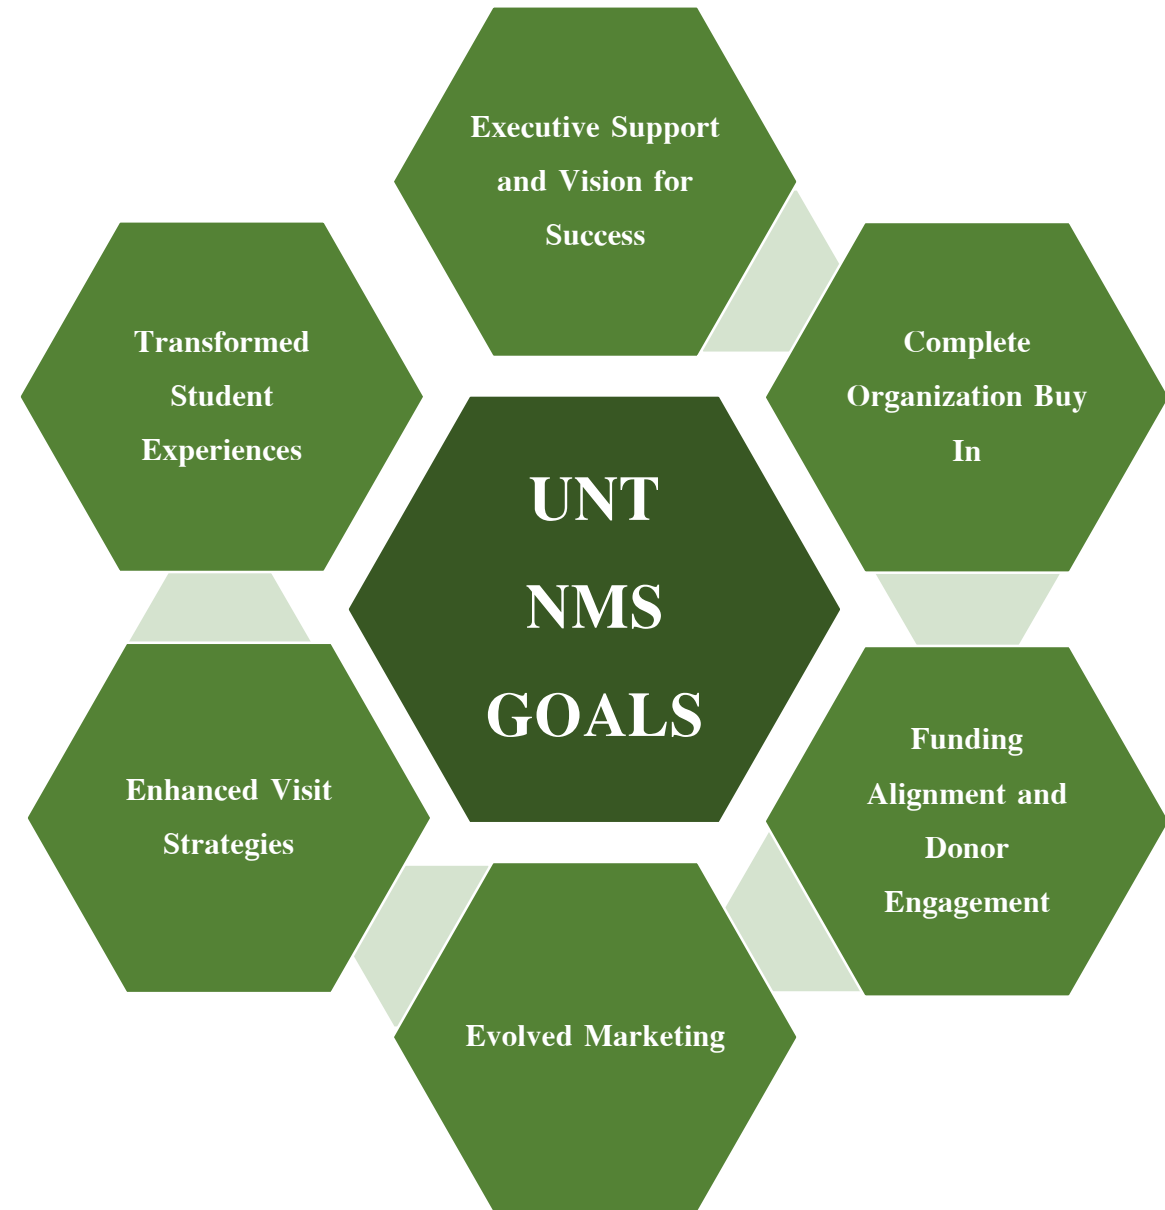 Executive Support
and Vision for
Success
Complete
Organization Buy
In
Funding
Alignment and
Donor
Engagement
Evolved Marketing
Enhanced Visit
Strategies
Transformed
Student
Experiences
UNT
NMS
GOALS